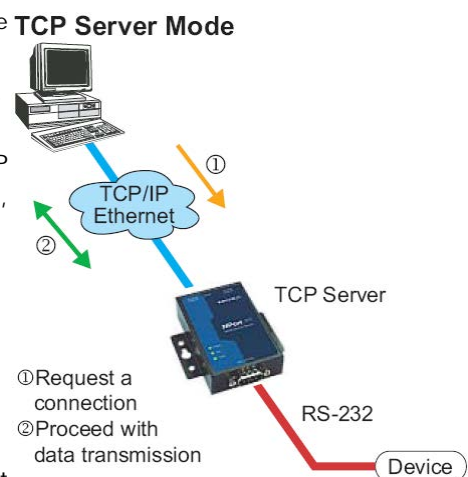 e TCP Server Mode
①
P
TCP/IP
,
Ethernet
②
TCP Server
NPort
①Request a
connection
RS-232
②Proceed with
data transmission
Device
t